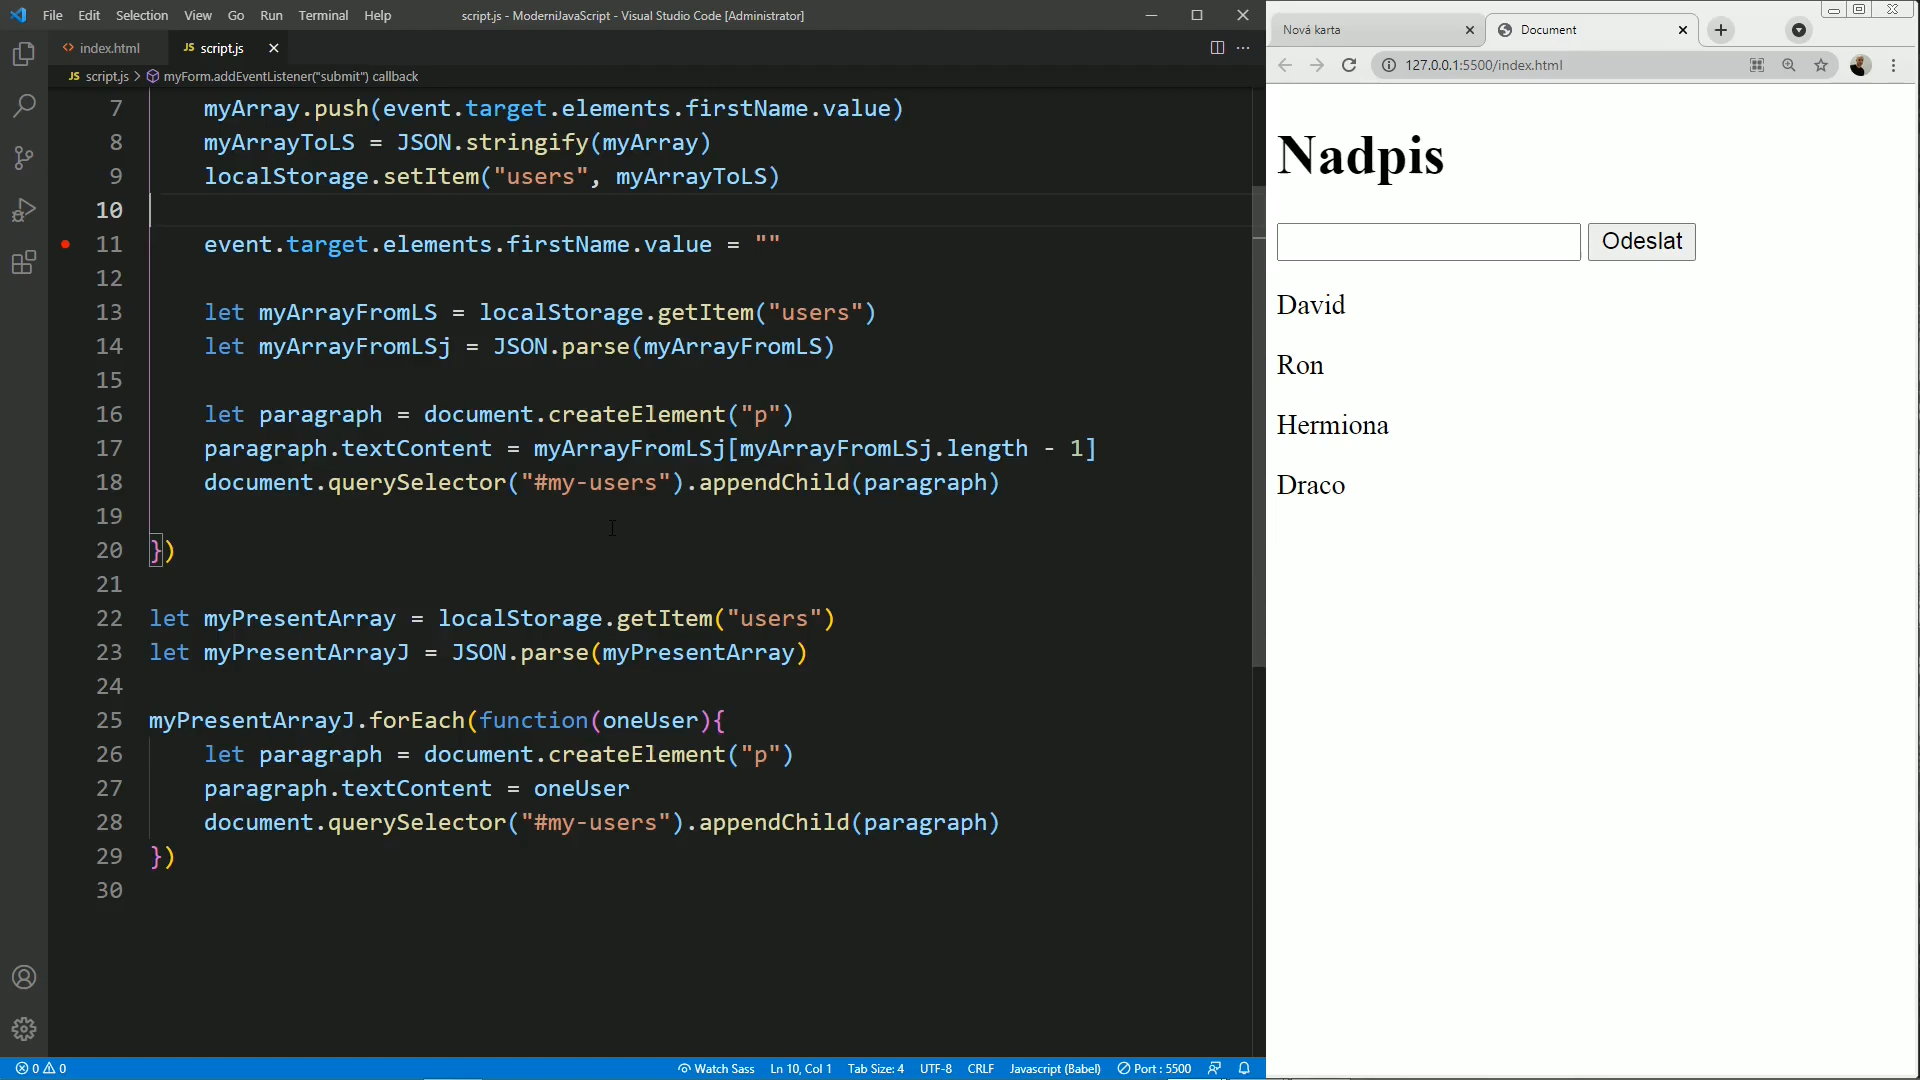 File Edit Selection View Go Run Terminal Help
script.js - ModerniJavaScript - Visual Studio Code [Administrator]
<> index.html
JS script.js
JS script.js > myForm.addEventListener("submit") callback
7 myArray.push(event.target.elements.firstName.value)
8 myArrayToLS = JSON.stringify(myArray)
9 localStorage.setItem("users", myArrayToLS)
10
11 event.target.elements.firstName.value = ""
12
13 let myArrayFromLS = localStorage.getItem("users")
14 let myArrayFromLSj = JSON.parse(myArrayFromLS)
15
16 let paragraph = document.createElement("p")
17 paragraph.textContent = myArrayFromLSj[myArrayFromLSj.length - 1]
18 document.querySelector("#my-users").appendChild(paragraph)
19
20 })
21
22 let myPresentArray = localStorage.getItem("users")
23 let myPresentArrayJ = JSON.parse(myPresentArray)
24
25 myPresentArrayJ.forEach(function(oneUser){
26 let paragraph = document.createElement("p")
27 paragraph.textContent = oneUser
28 document.querySelector("#my-users").appendChild(paragraph)
29 })
30
0 0
Watch Sass Ln 10, Col 1 Tab Size: 4 UTF-8 CRLF Javascript (Babel) Port : 5500
Nová karta
Document
127.0.0.1:5500/index.html
Nadpis
Odeslat
David
Ron
Hermiona
Draco